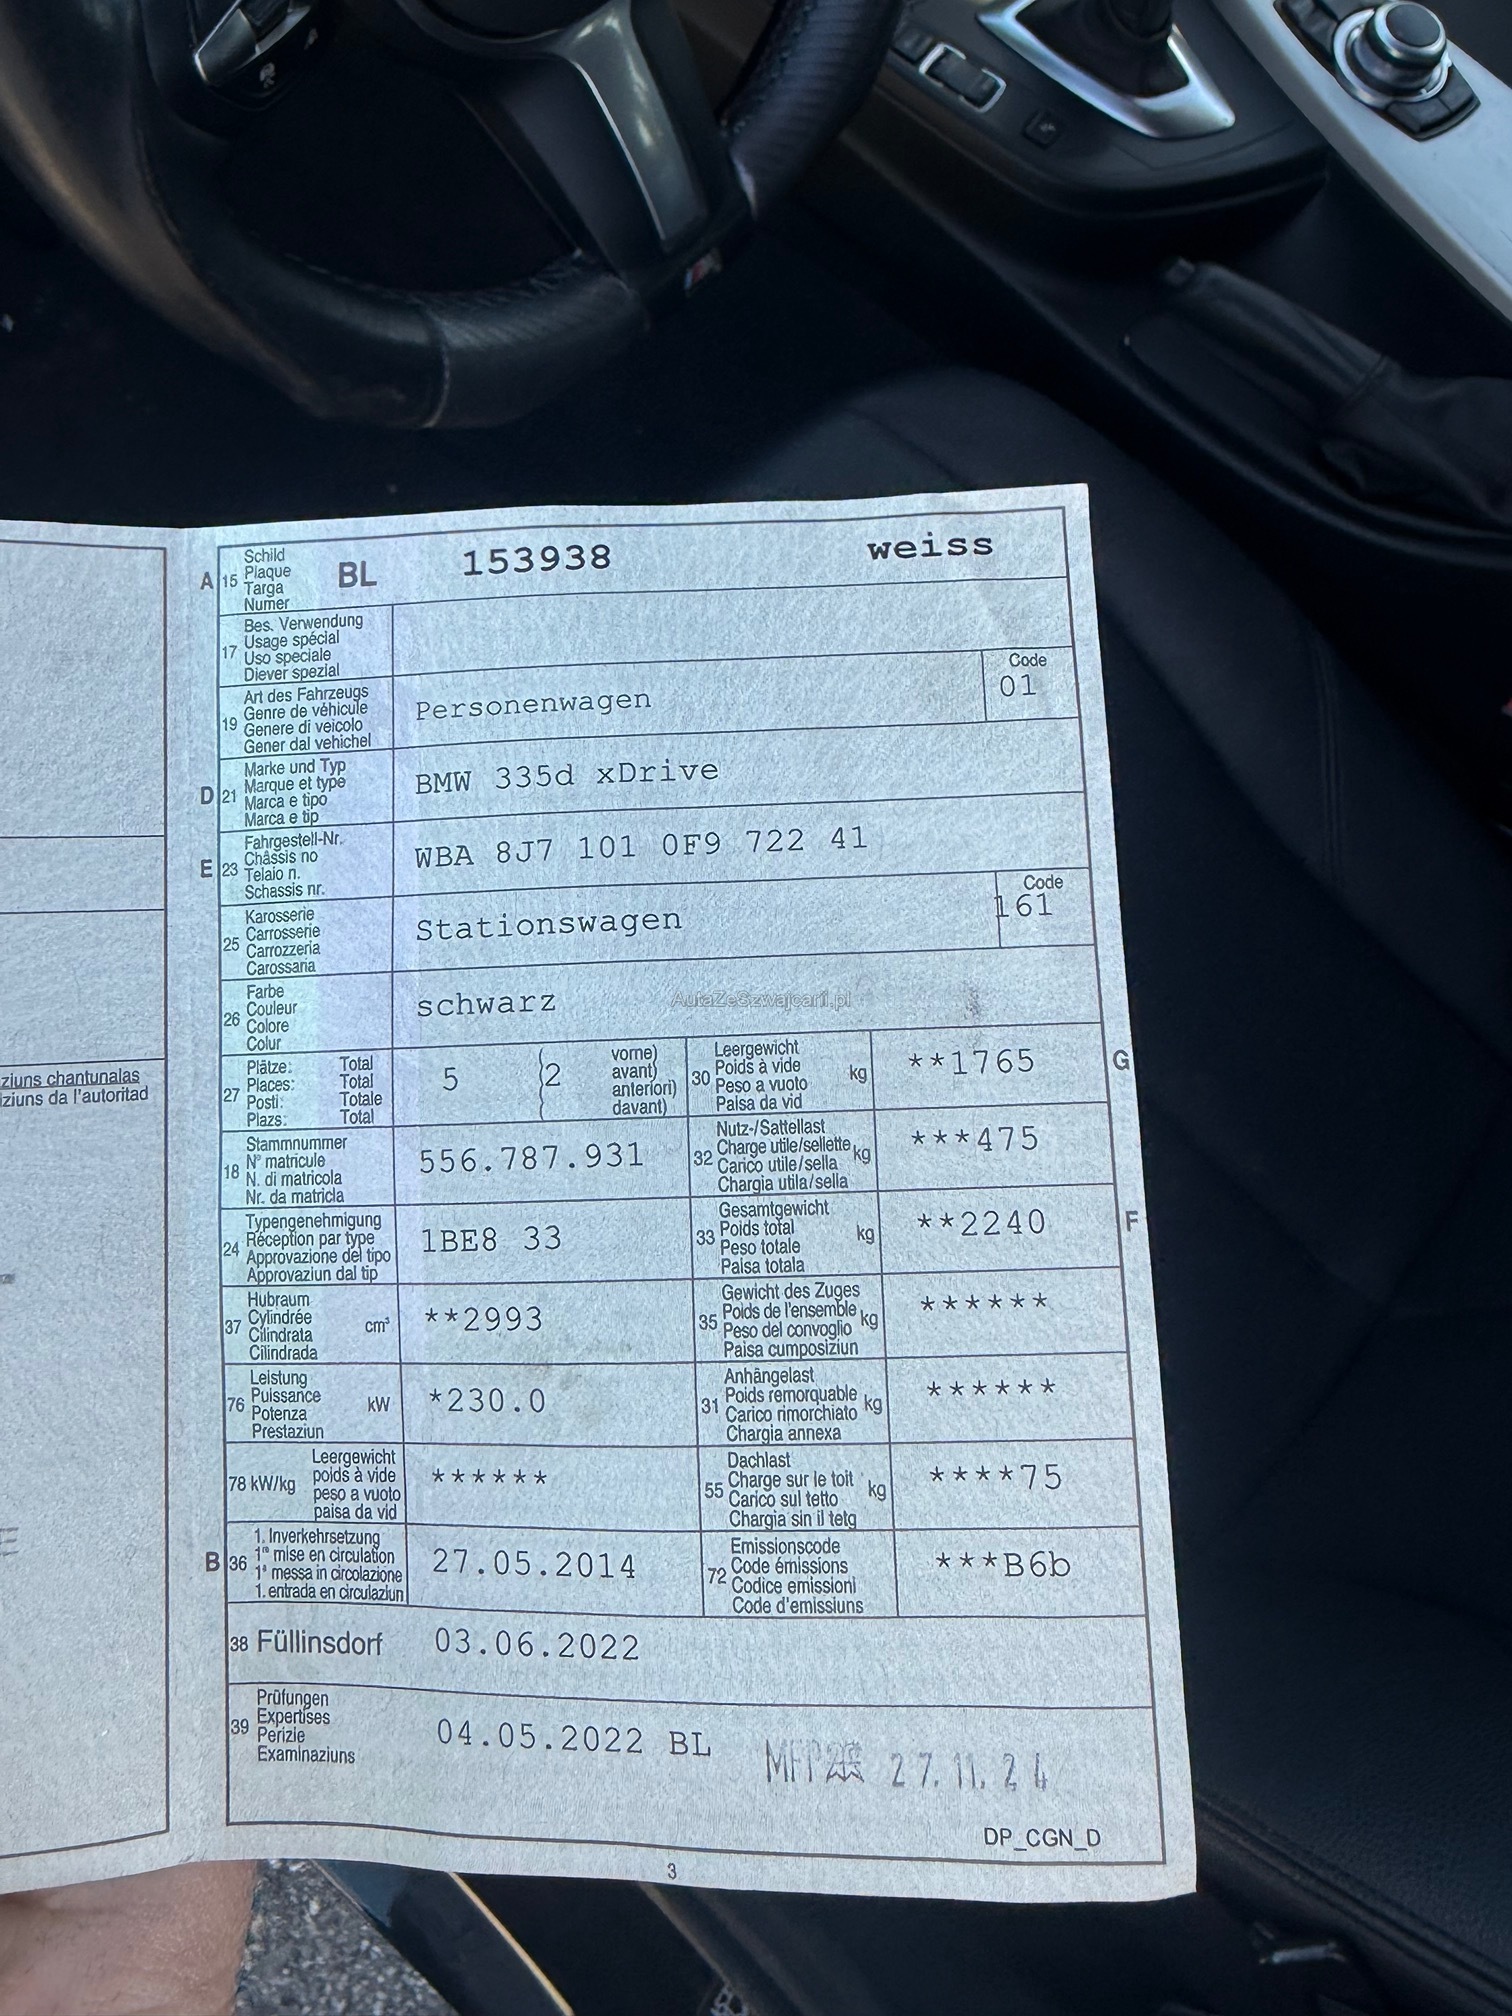 A 15 Schild
Plaque
Targa
Numer
BL 153938 weiss
17 Bes. Verwendung
Usage spécial
Uso speciale
Diever spezial
19 Art des Fahrzeugs
Genre de véhicule
Genere di veicolo
Gener dal vehichel
Personenwagen
Code
01
D 21 Marke und Typ
Marque et type
Marca e tipo
Marca e tip
BMW 335d xDrive
E 23 Fahrgestell-Nr.
Châssis no
Telaio n.
Schassis nr.
WBA 8J7 101 0F9 722 41
25 Karosserie
Carrosserie
Carrozzeria
Carossaria
Stationswagen
Code
161
26 Farbe
Couleur
Colore
Colur
schwarz
AutaZeSzwajcarii.pl
27 Plätze: Total
Places: Total
Posti: Totale
Plazs: Total
5 2
vorne)
avant)
anteriori)
davant)
30 Leergewicht
Poids à vide
Peso a vuoto
Paisa da vid
kg **1765 G
ziuns chantunalas
ziuns da l'autoritad
18 Stammnummer
N° matricule
N. di matricola
Nr. da matricla
556.787.931
32 Nutz-/Sattellast
Charge utile/sellette
Carico utile/sella
Chargia utila/sella
kg ***475
24 Typengenehmigung
Réception par type
Approvazione del tipo
Approvaziun dal tip
1BE8 33
33 Gesamtgewicht
Poids total
Peso totale
Paisa totala
kg **2240 F
37 Hubraum
Cylindrée
Cilindrata
Cilindrada
cm³ **2993
35 Gewicht des Zuges
Poids de l'ensemble
Peso del convoglio
Paisa cumposiziun
kg ******
76 Leistung
Puissance
Potenza
Prestaziun
kW *230.0
31 Anhängelast
Poids remorquable
Carico rimorchiato
Chargia annexa
kg ******
78 kW/kg Leergewicht
poids à vide
peso a vuoto
paisa da vid
******
55 Dachlast
Charge sur le toit
Carico sul tetto
Chargia sin il tetg
kg ****75
B 36 1. Inverkehrsetzung
1re mise en circulation
1a messa in circolazione
1. entrada en circulaziun
27.05.2014
72 Emissionscode
Code émissions
Codice emissioni
Code d'emissiuns
***B6b
38 Füllinsdorf 03.06.2022
39 Prüfungen
Expertises
Perizie
Examinaziuns
04.05.2022 BL
27.11.24
DP_CGN_D
3